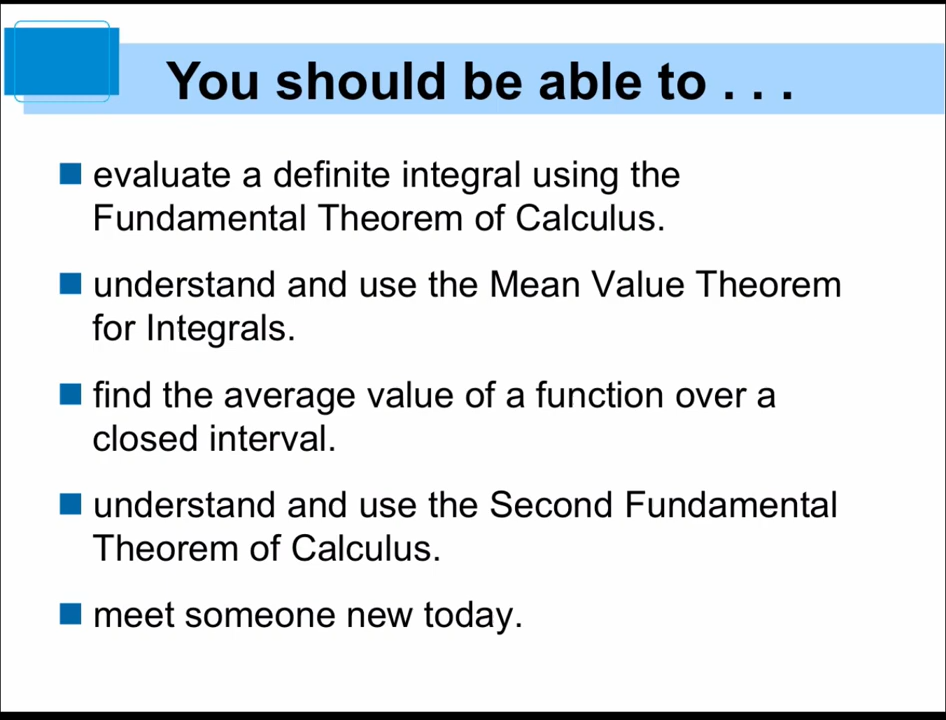 You should be able to . . .
evaluate a definite integral using the
Fundamental Theorem of Calculus.
understand and use the Mean Value Theorem
for Integrals.
find the average value of a function over a
closed interval.
understand and use the Second Fundamental
Theorem of Calculus.
meet someone new today.